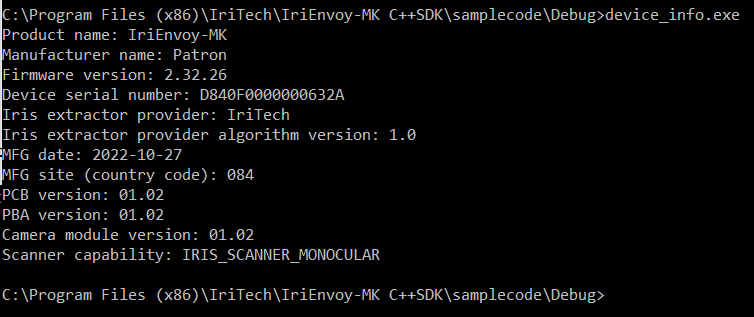 C:\Program Files (x86)\IriTech\IriEnvoy-MK C++SDK\samplecode\Debug>device_info.exe
Product name: IriEnvoy-MK
Manufacturer name: Patron
Firmware version: 2.32.26
Device serial number: D840F0000000632A
Iris extractor provider: IriTech
Iris extractor provider algorithm version: 1.0
MFG date: 2022-10-27
MFG site (country code): 084
PCB version: 01.02
PBA version: 01.02
Camera module version: 01.02
Scanner capability: IRIS_SCANNER_MONOCULAR
C:\Program Files (x86)\IriTech\IriEnvoy-MK C++SDK\samplecode\Debug>